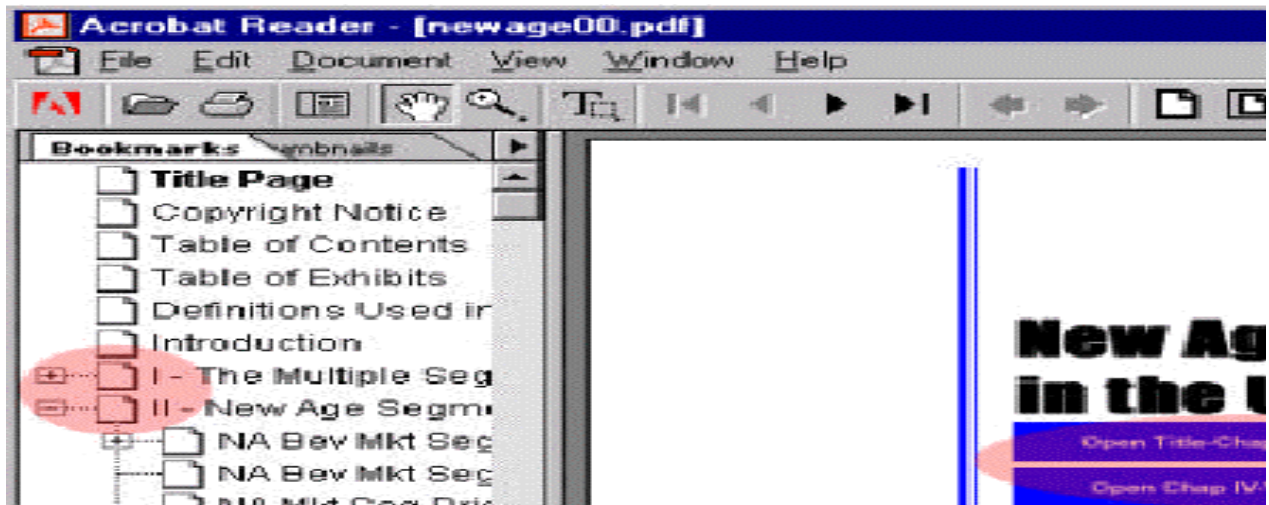 Acrobat Reader - [newage00.pdf]
File Edit Document View Window Help
Bookmarks
Title Page
Copyright Notice
Table of Contents
Table of Exhibits
Definitions Used in
Introduction
I - The Multiple Seg
II - New Age Segm
NA Bev Mkt Seg
NA Bev Mkt Seg
New Ag
in the U
Open Title-Chap
Open Chap IV-